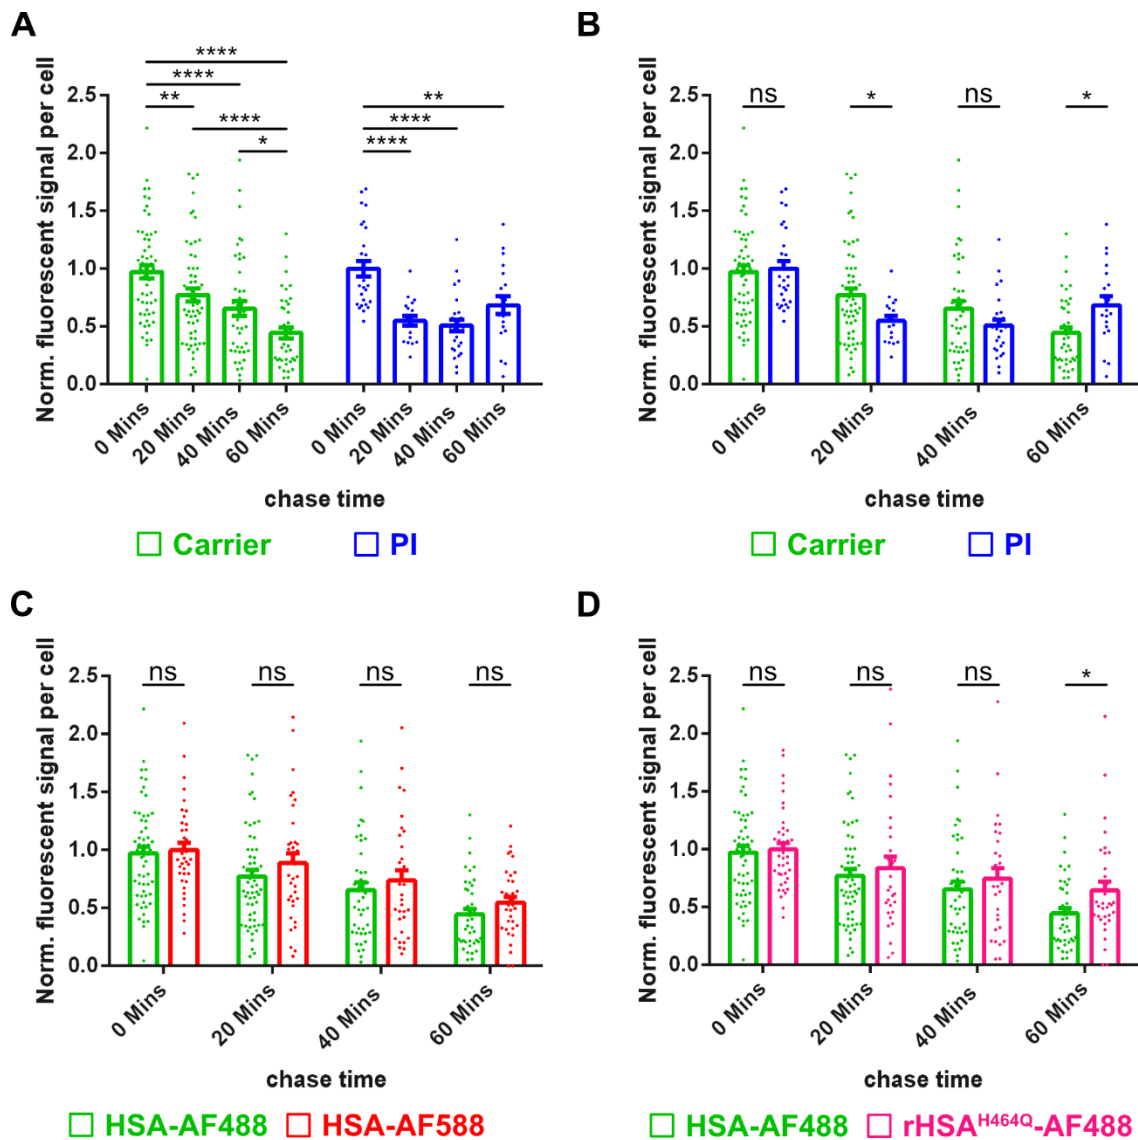 A
Norm. fluorescent signal per cell
2.5
2.0
1.5
1.0
0.5
0.0
****
****
**
****
*
**
****
****
0 Mins
20 Mins
40 Mins
60 Mins
0 Mins
20 Mins
40 Mins
60 Mins
chase time
Carrier
PI
B
Norm. fluorescent signal per cell
2.5
2.0
1.5
1.0
0.5
0.0
ns
*
ns
*
0 Mins
20 Mins
40 Mins
60 Mins
chase time
Carrier
PI
C
Norm. fluorescent signal per cell
2.5
2.0
1.5
1.0
0.5
0.0
ns
ns
ns
ns
0 Mins
20 Mins
40 Mins
60 Mins
chase time
HSA-AF488
HSA-AF588
D
Norm. fluorescent signal per cell
2.5
2.0
1.5
1.0
0.5
0.0
ns
ns
ns
*
0 Mins
20 Mins
40 Mins
60 Mins
chase time
HSA-AF488
rHSAH464Q-AF488